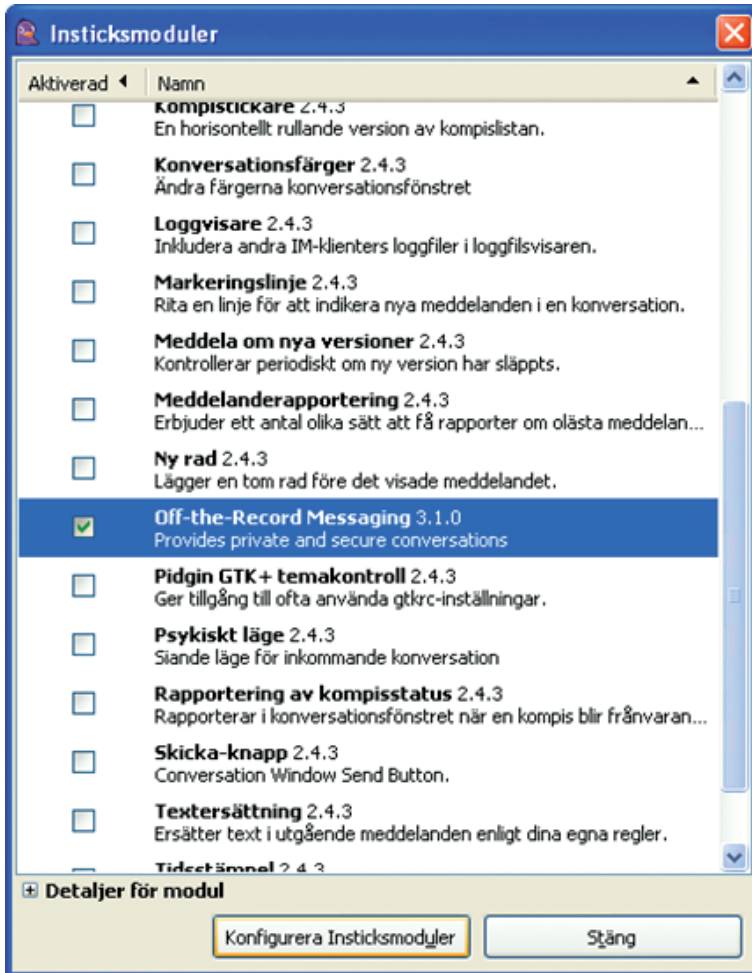 Insticksmoduler
Aktiverad Namn
Kompistickare 2.4.3
En horisontellt rullande version av kompislistan.
Konversationsfärger 2.4.3
Ändra färgerna konversationsfönstret
Loggvisare 2.4.3
Inkludera andra IM-klienters loggfiler i loggfilsvisaren.
Markeringslinje 2.4.3
Rita en linje för att indikera nya meddelanden i en konversation.
Meddela om nya versioner 2.4.3
Kontrollerar periodiskt om ny version har släppts.
Meddelanderapportering 2.4.3
Erbjuder ett antal olika sätt att få rapporter om olästa meddelan...
Ny rad 2.4.3
Lägger en tom rad före det visade meddelandet.
Off-the-Record Messaging 3.1.0
Provides private and secure conversations
Pidgin GTK+ temakontroll 2.4.3
Ger tillgång till ofta använda gtkrc-inställningar.
Psykiskt läge 2.4.3
Siande läge för inkommande konversation
Rapportering av kompisstatus 2.4.3
Rapporterar i konversationsfönstret när en kompis blir frånvaran...
Skicka-knapp 2.4.3
Conversation Window Send Button.
Textersättning 2.4.3
Ersätter text i utgående meddelanden enligt dina egna regler.
Tidsstämpel 2.4.3
Detaljer för modul
Konfigurera Insticksmoduler Stäng